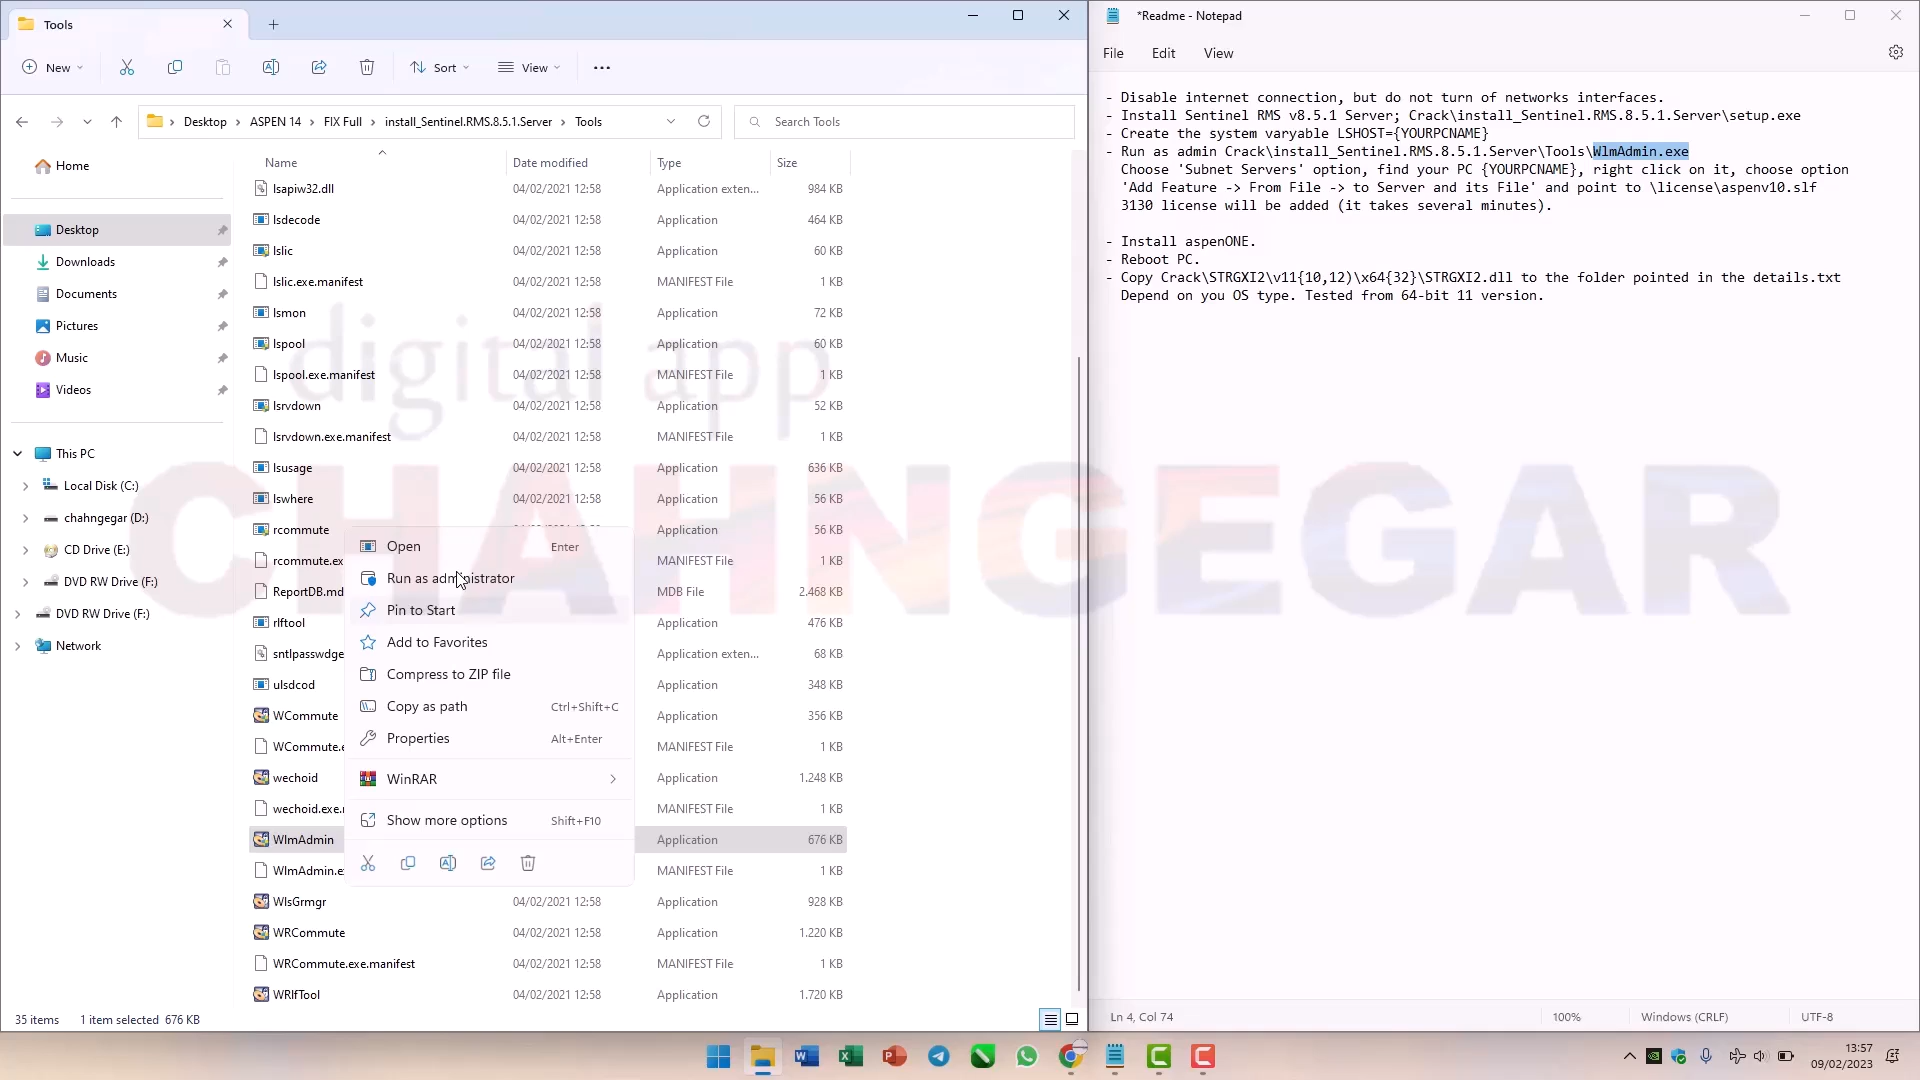 Tools
New
Sort
View
Desktop
ASPEN 14
FIX Full
install_Sentinel.RMS.8.5.1.Server
Tools
Search Tools
Home
Desktop
Downloads
Documents
Pictures
Music
Videos
This PC
Local Disk (C:)
chahngegar (D:)
CD Drive (E:)
DVD RW Drive (F:)
DVD RW Drive (F:)
Network
Name Date modified Type Size
lsapiw32.dll 04/02/2021 12:58 Application exten... 984 KB
lsdecode 04/02/2021 12:58 Application 464 KB
lslic 04/02/2021 12:58 Application 60 KB
lslic.exe.manifest 04/02/2021 12:58 MANIFEST File 1 KB
lsmon 04/02/2021 12:58 Application 72 KB
lspool 04/02/2021 12:58 Application 60 KB
lspool.exe.manifest 04/02/2021 12:58 MANIFEST File 1 KB
lsrvdown 04/02/2021 12:58 Application 52 KB
lsrvdown.exe.manifest 04/02/2021 12:58 MANIFEST File 1 KB
lsusage 04/02/2021 12:58 Application 636 KB
lswhere 04/02/2021 12:58 Application 56 KB
rcommute Application 56 KB
rcommute.ex MANIFEST File 1 KB
ReportDB.md MDB File 2.468 KB
rlftool Application 476 KB
sntlpasswdge Application exten... 68 KB
ulsdcod Application 348 KB
WCommute Application 356 KB
WCommute.e MANIFEST File 1 KB
wechoid Application 1.248 KB
wechoid.exe. MANIFEST File 1 KB
WlmAdmin Application 676 KB
WlmAdmin.e MANIFEST File 1 KB
WlsGrmgr 04/02/2021 12:58 Application 928 KB
WRCommute 04/02/2021 12:58 Application 1.220 KB
WRCommute.exe.manifest 04/02/2021 12:58 MANIFEST File 1 KB
WRlfTool 04/02/2021 12:58 Application 1.720 KB
Open Enter
Run as administrator
Pin to Start
Add to Favorites
Compress to ZIP file
Copy as path Ctrl+Shift+C
Properties Alt+Enter
WinRAR
Show more options Shift+F10
35 items 1 item selected 676 KB
*Readme - Notepad
File Edit View
- Disable internet connection, but do not turn of networks interfaces.
- Install Sentinel RMS v8.5.1 Server; Crack\install_Sentinel.RMS.8.5.1.Server\setup.exe
- Create the system varyable LSHOST={YOURPCNAME}
- Run as admin Crack\install_Sentinel.RMS.8.5.1.Server\Tools\WlmAdmin.exe
Choose 'Subnet Servers' option, find your PC {YOURPCNAME}, right click on it, choose option
'Add Feature -> From File -> to Server and its File' and point to \license\aspenv10.slf
3130 license will be added (it takes several minutes).
- Install aspenONE.
- Reboot PC.
- Copy Crack\STRGXI2\v11{10,12)\x64{32}\STRGXI2.dll to the folder pointed in the details.txt
Depend on you OS type. Tested from 64-bit 11 version.
Ln 4, Col 74 100% Windows (CRLF) UTF-8
digital app
CHAHNGEGAR
13:57
09/02/2023